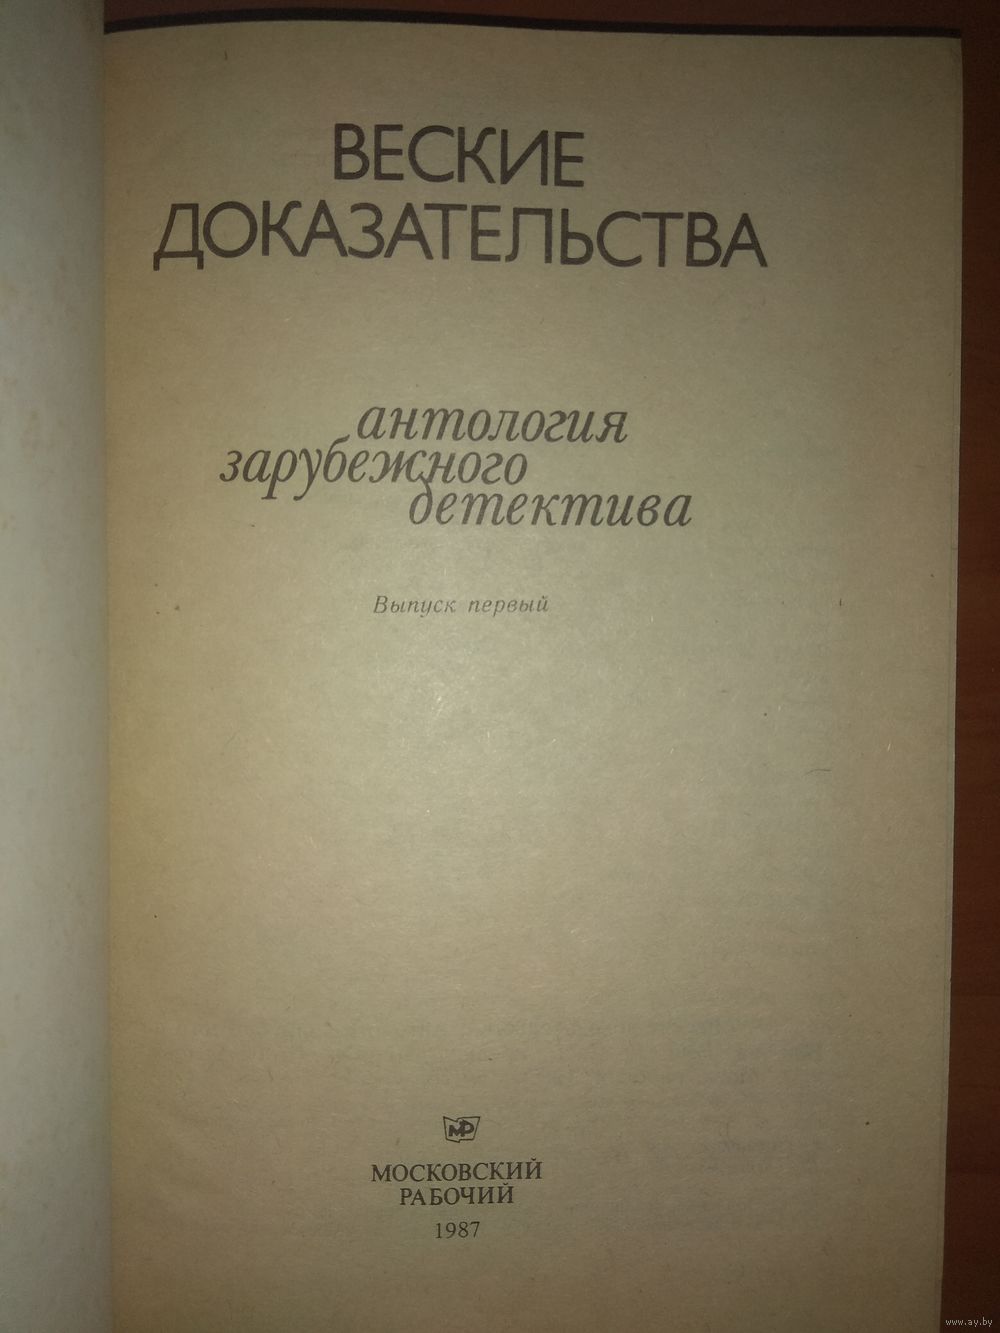 ВЕСКИЕ
ДОКАЗАТЕЛЬСТВА
антология
зарубежного
детектива
Выпуск первый
МР
МОСКОВСКИЙ
РАБОЧИЙ
1987
www.ay.by